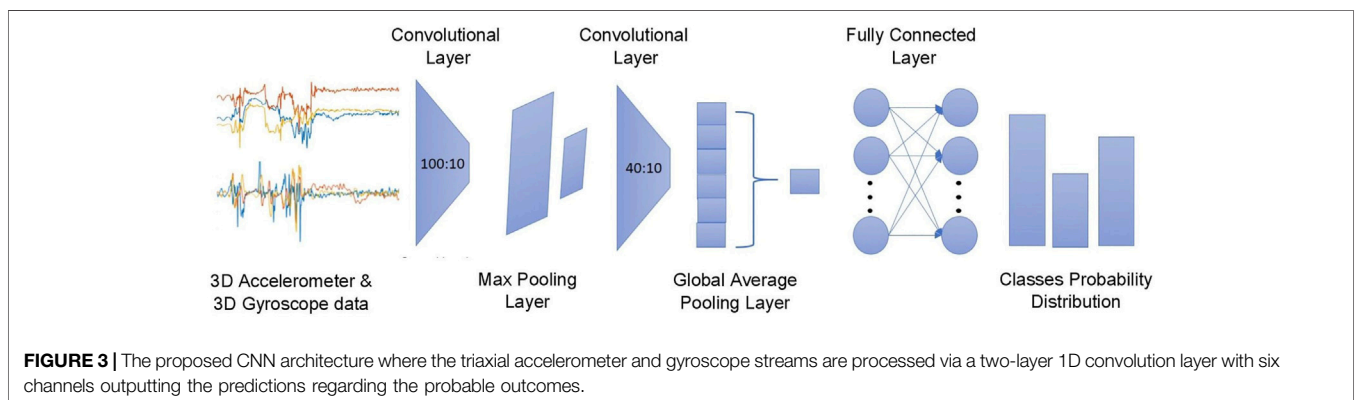 Convolutional
Layer
Convolutional
Layer
Fully Connected
Layer
100:10
40:10
3D Accelerometer &
3D Gyroscope data
Max Pooling
Layer
Global Average
Pooling Layer
Classes Probability
Distribution
FIGURE 3 | The proposed CNN architecture where the triaxial accelerometer and gyroscope streams are processed via a two-layer 1D convolution layer with six
channels outputting the predictions regarding the probable outcomes.